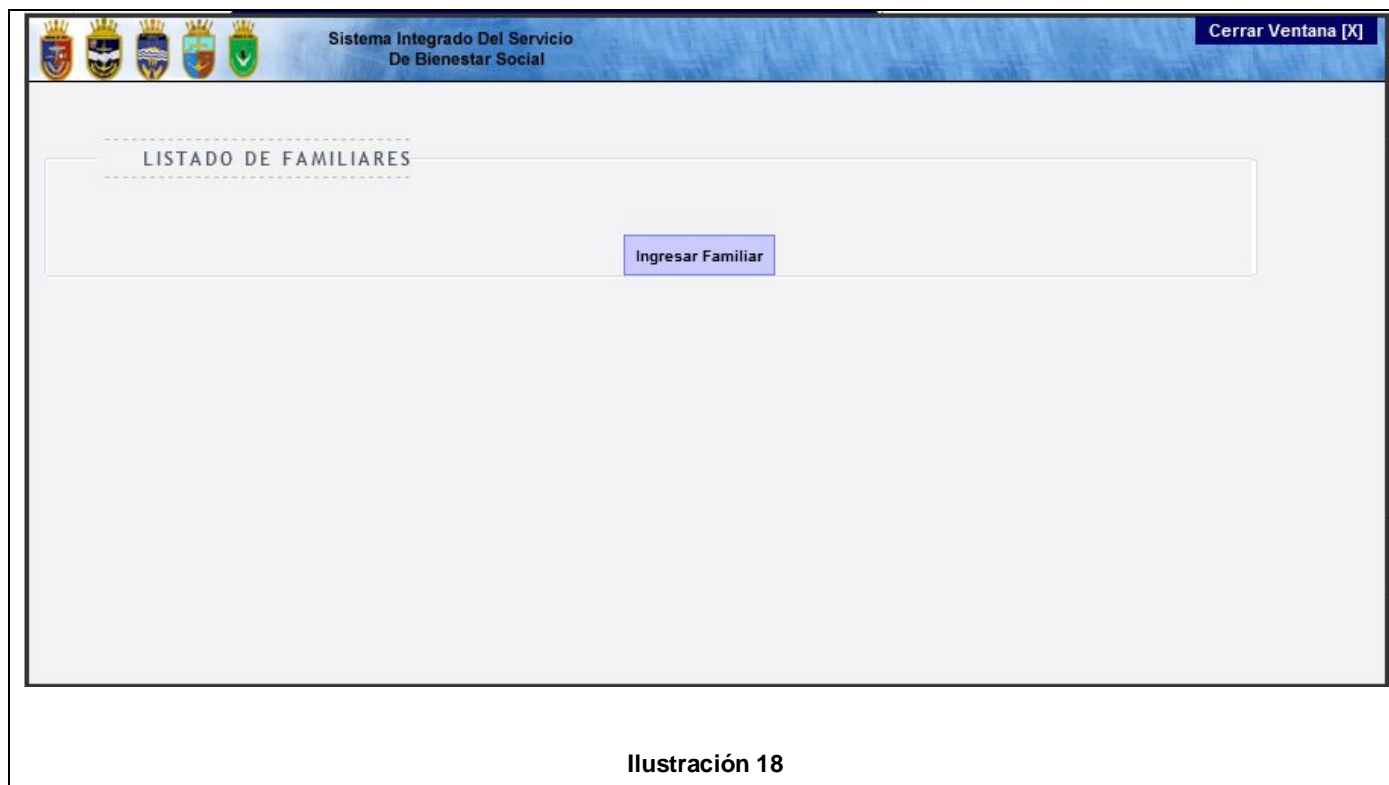 Sistema Integrado Del Servicio
De Bienestar Social
Cerrar Ventana [X]
LISTADO DE FAMILIARES
Ingresar Familiar
Ilustración 18